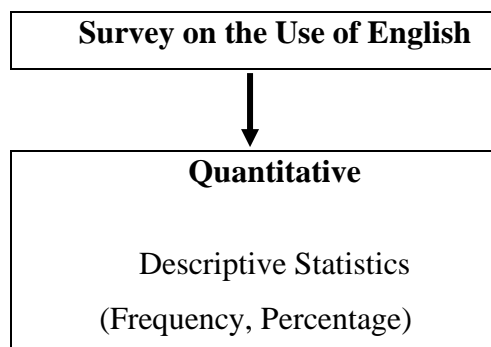 Survey on the Use of English
Quantitative
Descriptive Statistics
(Frequency, Percentage)